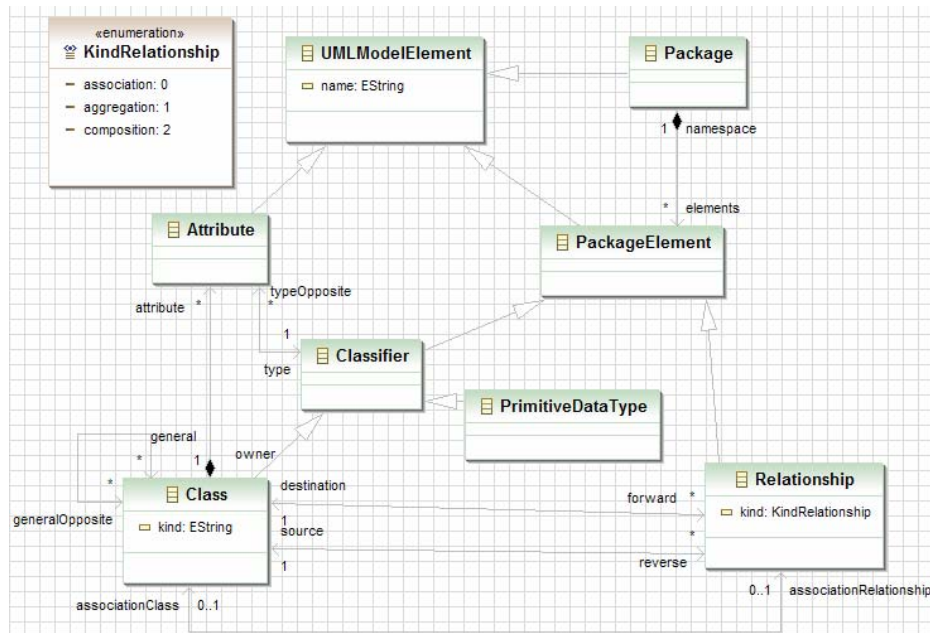 «enumeration»
KindRelationship
association: 0
aggregation: 1
composition: 2
UMLModelElement
name: EString
Package
1
namespace
*
elements
Attribute
PackageElement
attribute
*
typeOpposite
*
1
type
Classifier
PrimitiveDataType
general
*
*
generalOpposite
1
owner
Class
kind: EString
destination
1
source
1
forward
*
*
reverse
Relationship
kind: KindRelationship
associationClass
0..1
0..1
associationRelationship